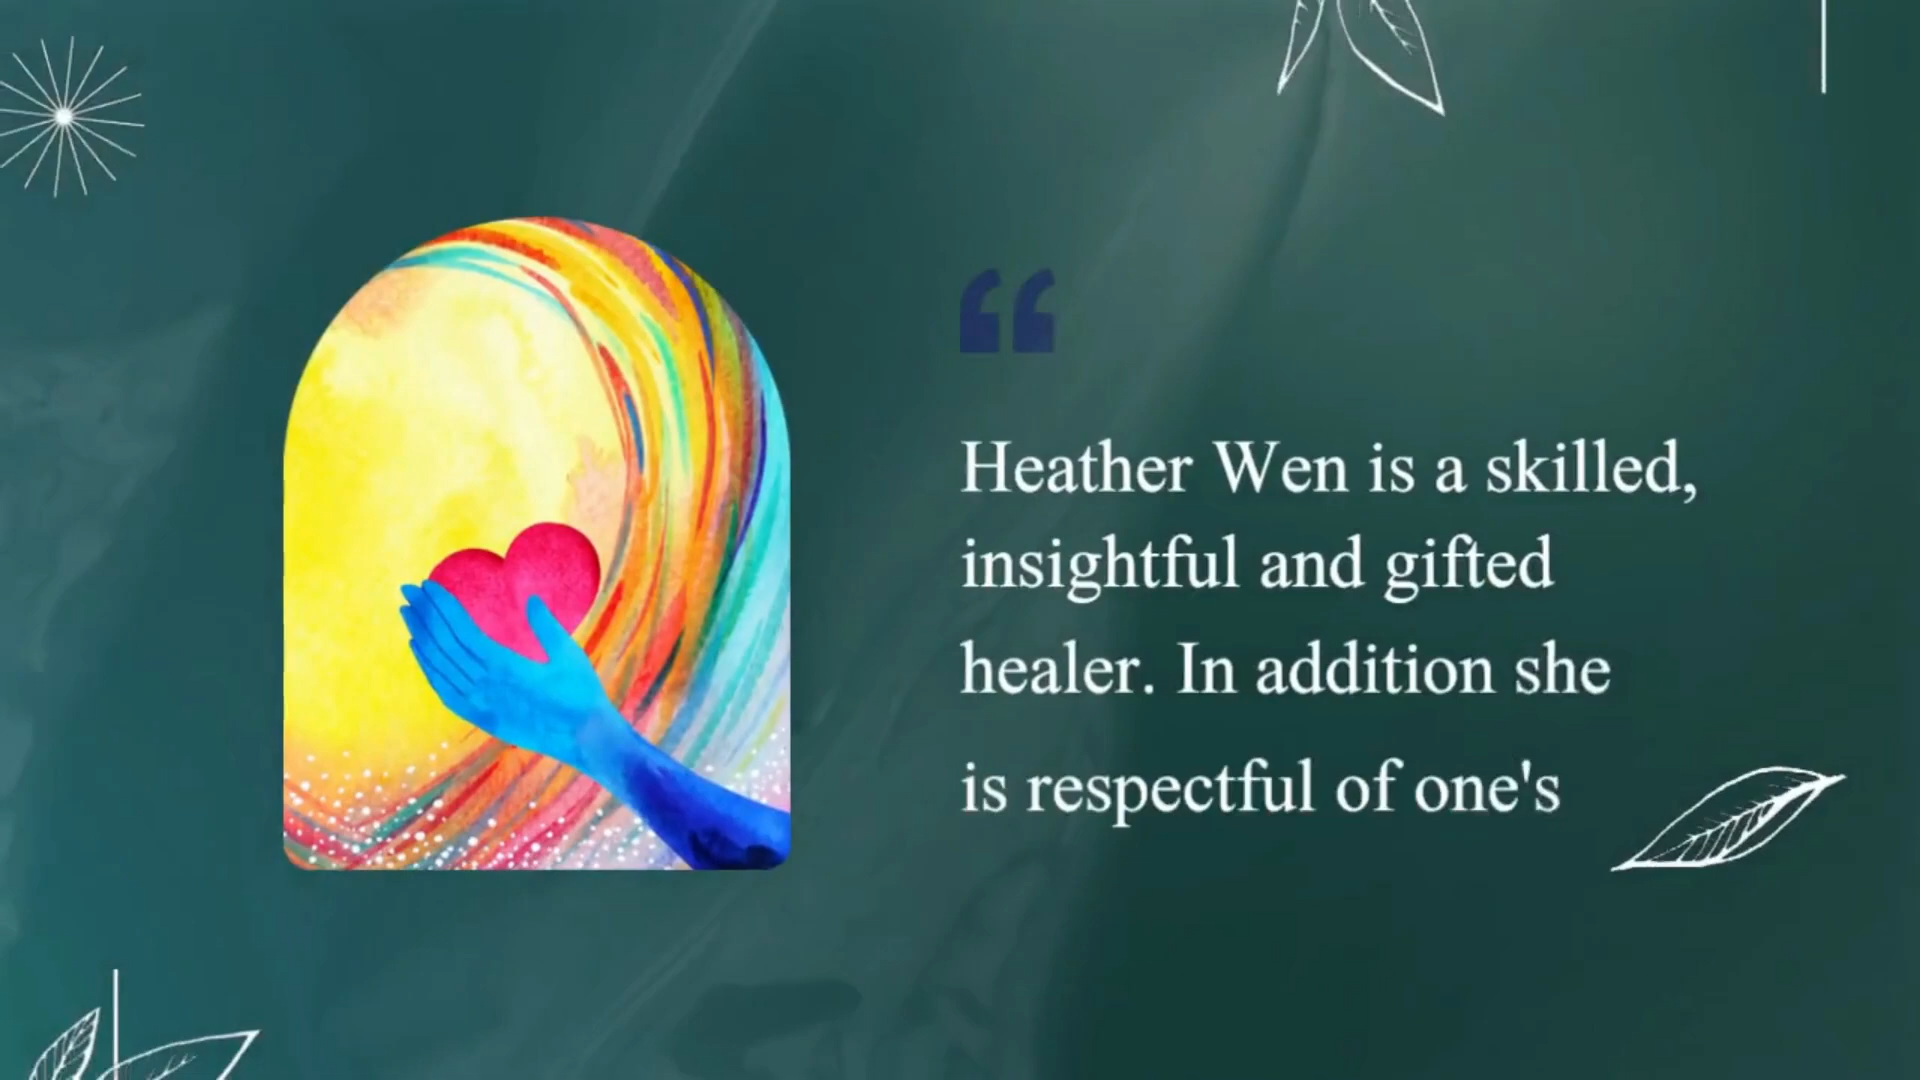 “
Heather Wen is a skilled,
insightful and gifted
healer. In addition she
is respectful of one's